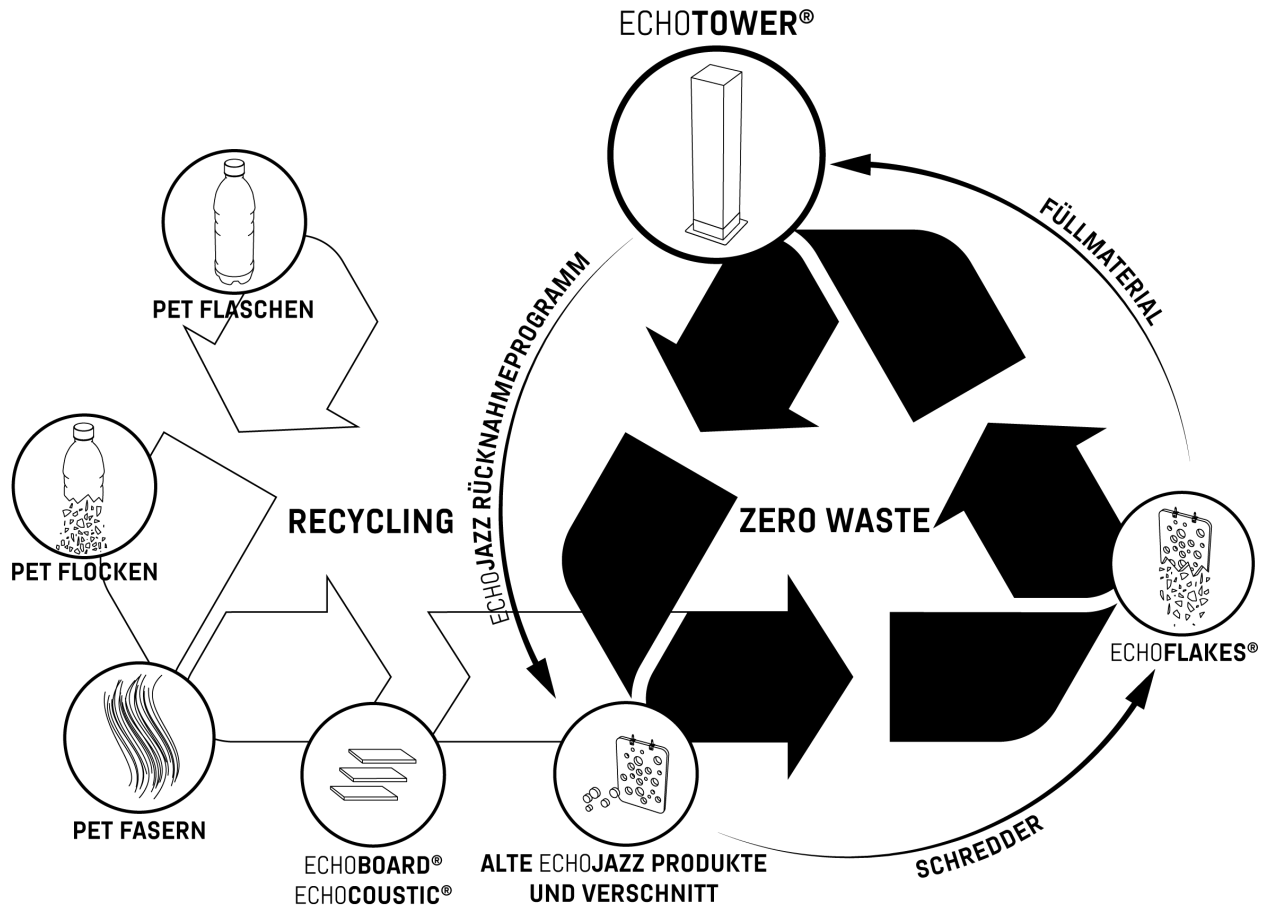 ECHOTOWER®
FÜLLMATERIAL
PET FLASCHEN
ECHOJAZZ RÜCKNAHMEPROGRAMM
RECYCLING
ZERO WASTE
PET FLOCKEN
ECHOFLAKES®
PET FASERN
ECHOBOARD®
ECHOCOUSTIC®
ALTE ECHOJAZZ PRODUKTE
UND VERSCHNITT
SCHREDDER